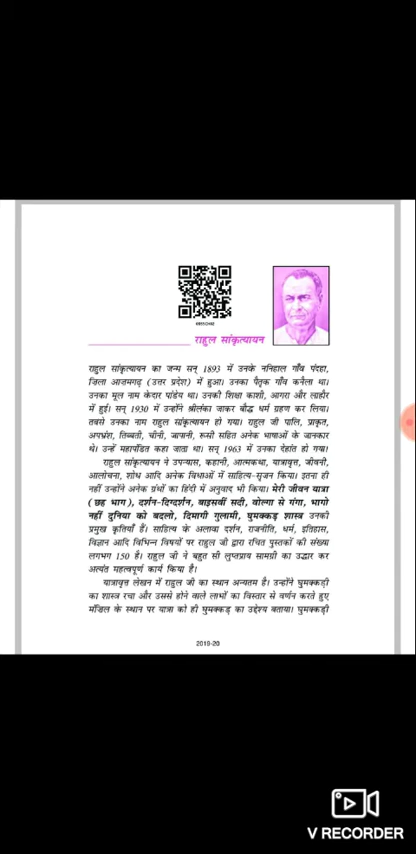 राहुल सांकृत्यायन
राहुल सांकृत्यायन का जन्म सन् 1893 में उनके ननिहाल गाँव पंदहा,
ज़िला आज़मगढ़ (उत्तर प्रदेश) में हुआ। उनका पैतृक गाँव कनैला था।
उनका मूल नाम केदार पांडेय था। उनकी शिक्षा काशी, आगरा और लाहौर
में हुई। सन् 1930 में उन्होंने श्रीलंका जाकर बौद्ध धर्म ग्रहण कर लिया।
तबसे उनका नाम राहुल सांकृत्यायन हो गया। राहुल जी पालि, प्राकृत,
अपभ्रंश, तिब्बती, चीनी, जापानी, रूसी सहित अनेक भाषाओं के जानकार
थे। उन्हें महापंडित कहा जाता था। सन् 1963 में उनका देहांत हो गया।
राहुल सांकृत्यायन ने उपन्यास, कहानी, आत्मकथा, यात्रावृत्त, जीवनी,
आलोचना, शोध आदि अनेक विधाओं में साहित्य-सृजन किया। इतना ही
नहीं उन्होंने अनेक ग्रंथों का हिंदी में अनुवाद भी किया। मेरी जीवन यात्रा
(छह भाग), दर्शन-दिग्दर्शन, बाइसवीं सदी, वोल्गा से गंगा, भागो
नहीं दुनिया को बदलो, दिमागी गुलामी, घुमक्कड़ शास्त्र उनकी
प्रमुख कृतियाँ हैं। साहित्य के अलावा दर्शन, राजनीति, धर्म, इतिहास,
विज्ञान आदि विभिन्न विषयों पर राहुल जी द्वारा रचित पुस्तकों की संख्या
लगभग 150 है। राहुल जी ने बहुत सी लुप्तप्राय सामग्री का उद्धार कर
अत्यंत महत्वपूर्ण कार्य किया है।
यात्रावृत्त लेखन में राहुल जी का स्थान अन्यतम है। उन्होंने घुमक्कड़ी
का शास्त्र रचा और उससे होने वाले लाभों का विस्तार से वर्णन करते हुए
मंज़िल के स्थान पर यात्रा को ही घुमक्कड़ का उद्देश्य बताया। घुमक्कड़ी
2019-20
V RECORDER